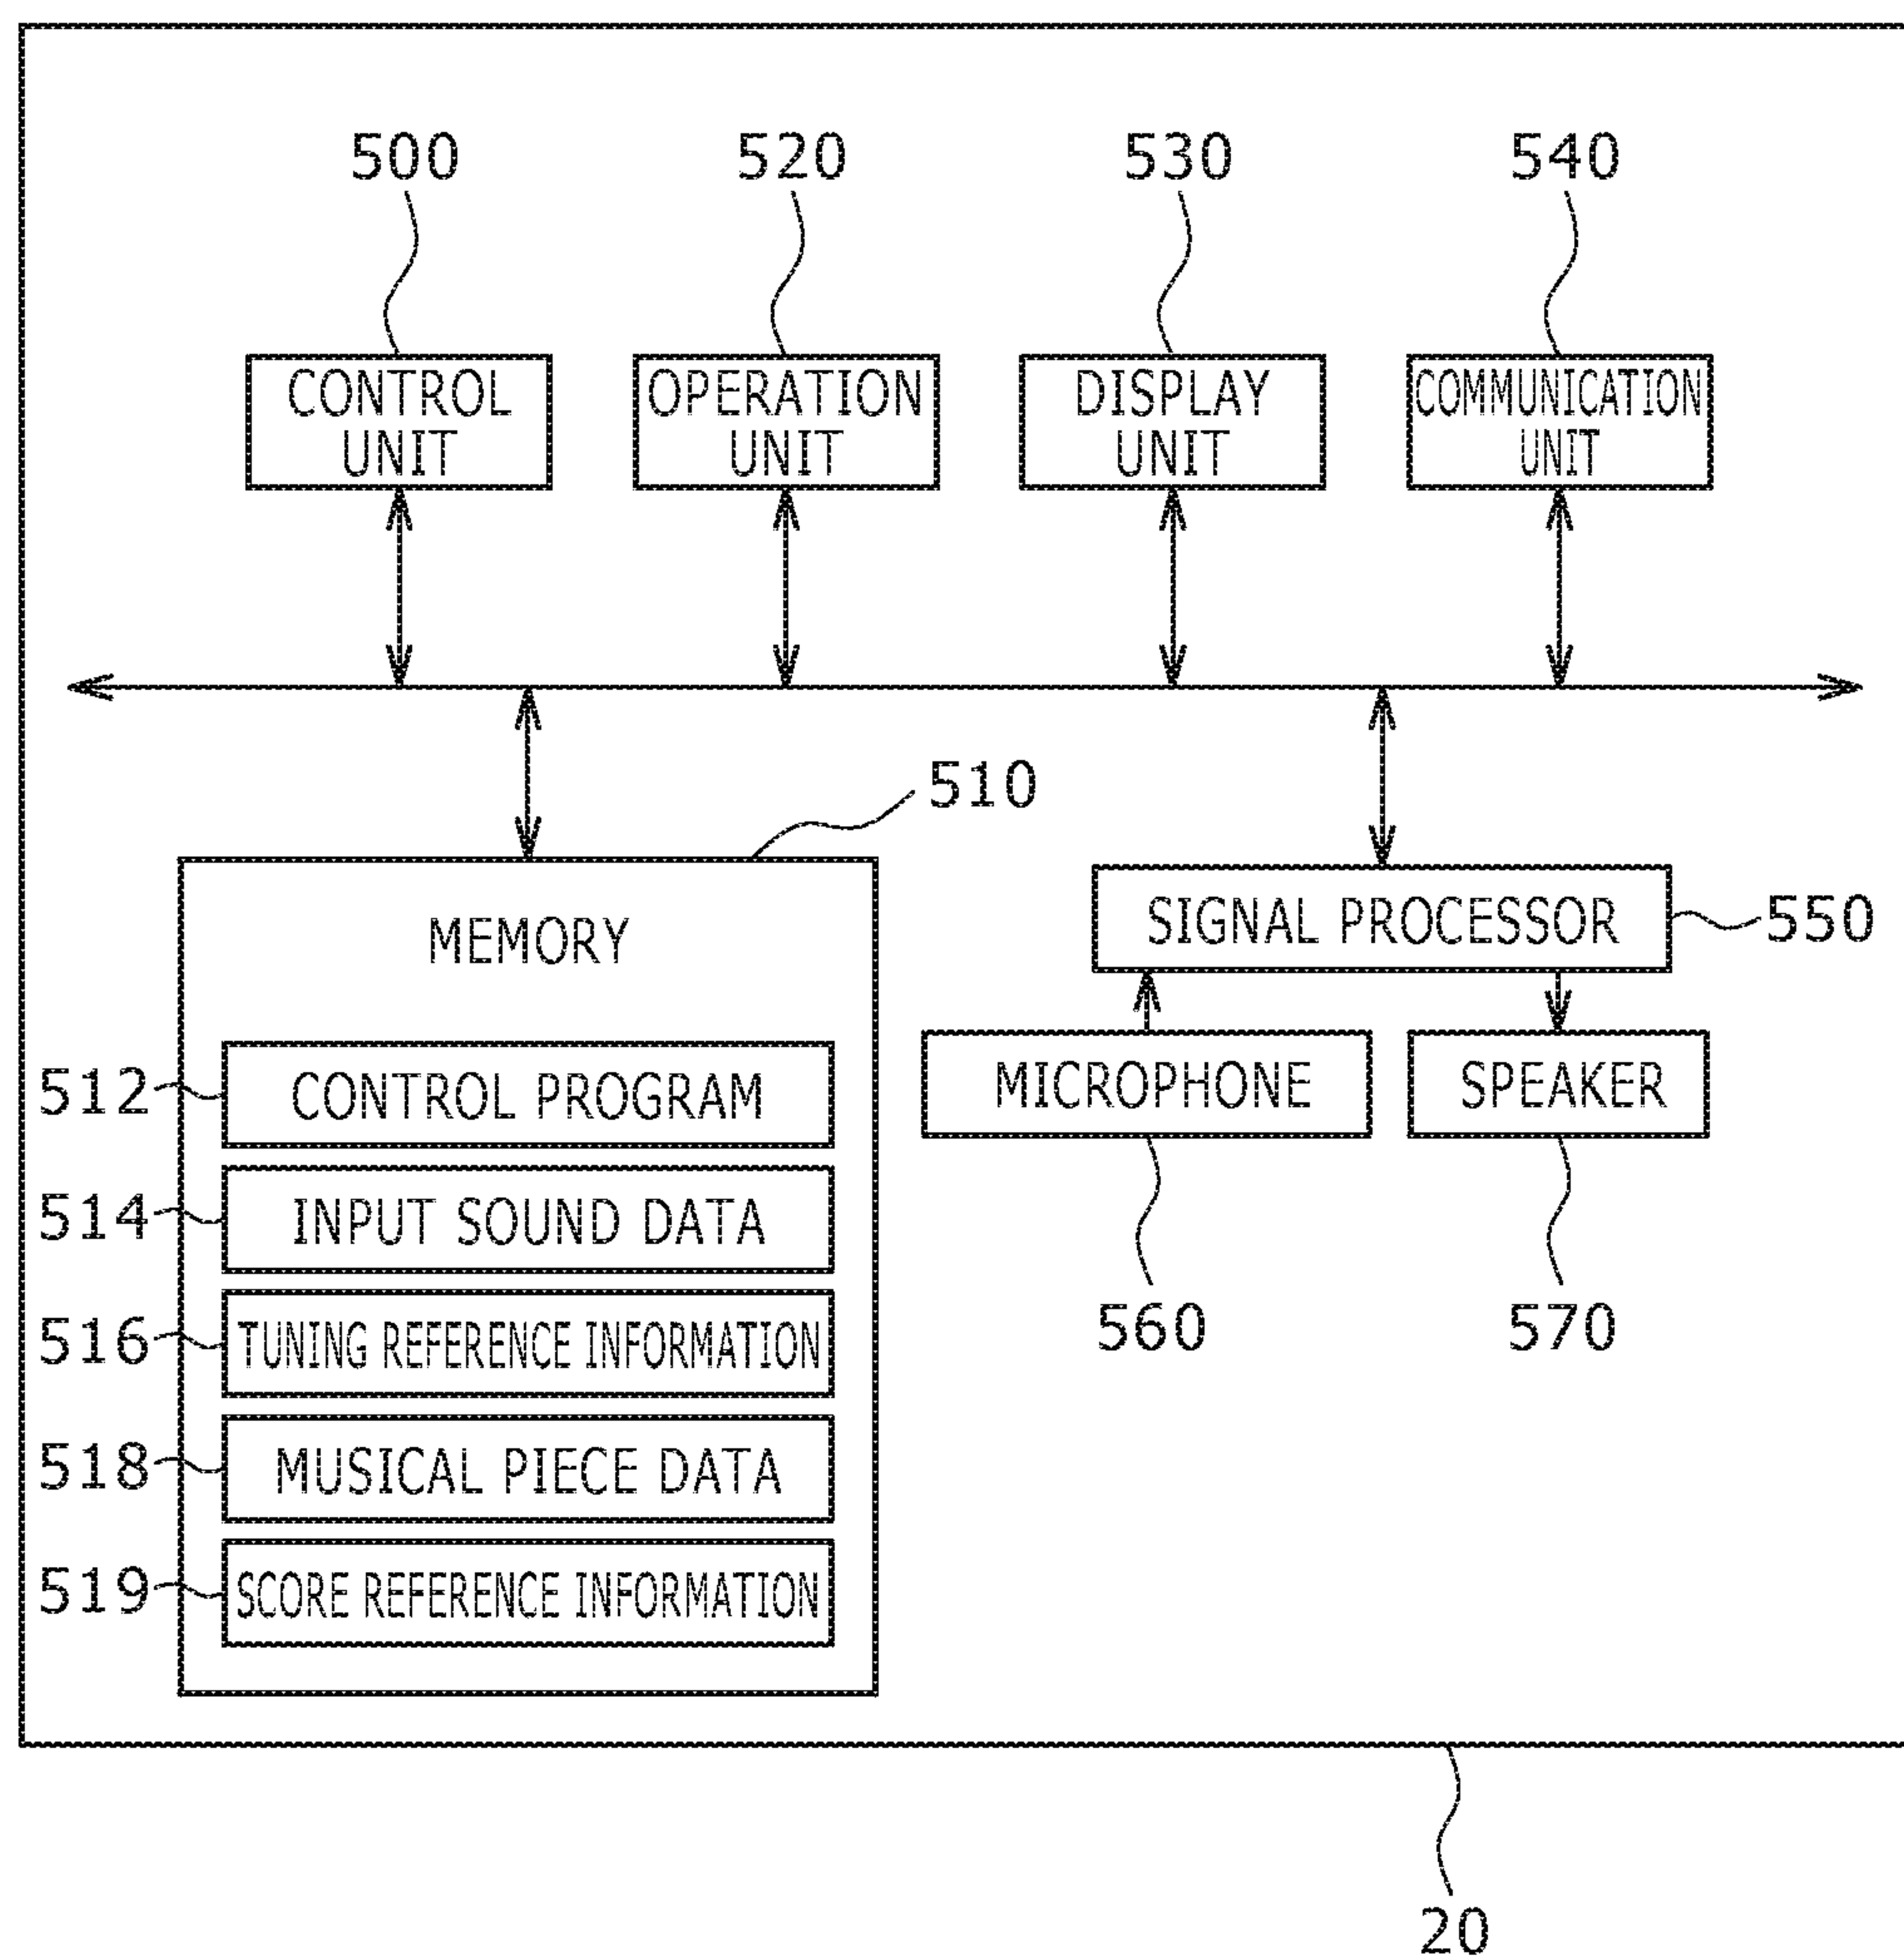 500
520
530
540
CONTROL
UNIT
OPERATION
UNIT
DISPLAY
UNIT
COMMUNICATION
UNIT
510
MEMORY
512
CONTROL PROGRAM
514
INPUT SOUND DATA
516
TUNING REFERENCE INFORMATION
518
MUSICAL PIECE DATA
519
SCORE REFERENCE INFORMATION
SIGNAL PROCESSOR
550
MICROPHONE
SPEAKER
560
570
20